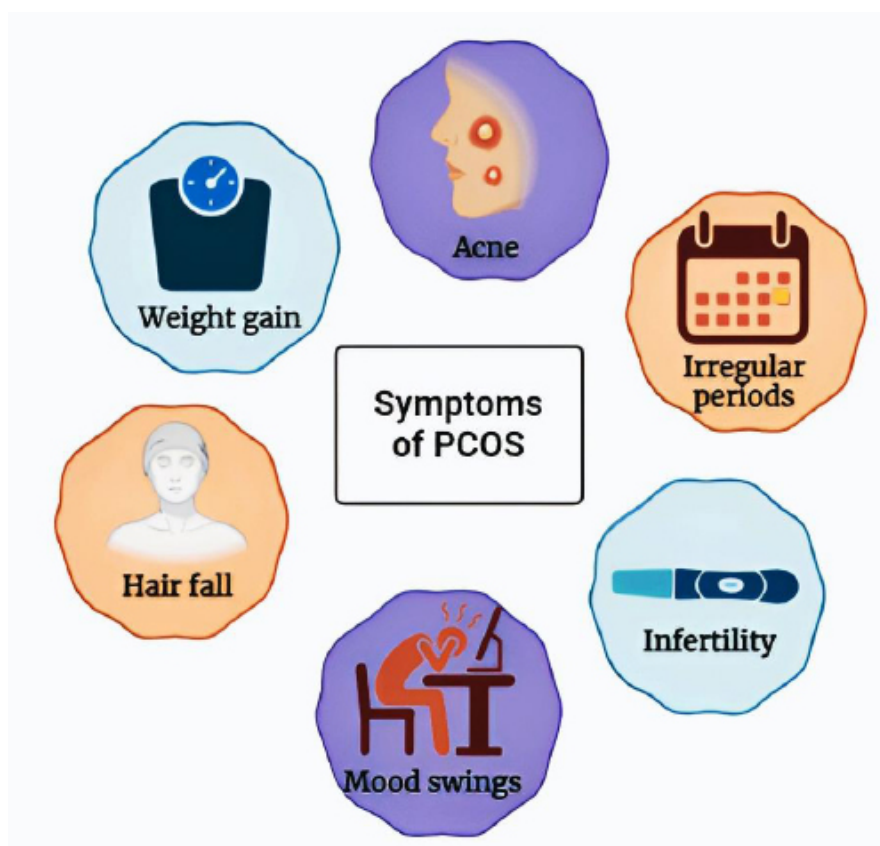 Acne
Weight gain
Irregular
periods
Symptoms
of PCOS
Hair fall
Infertility
Mood swings